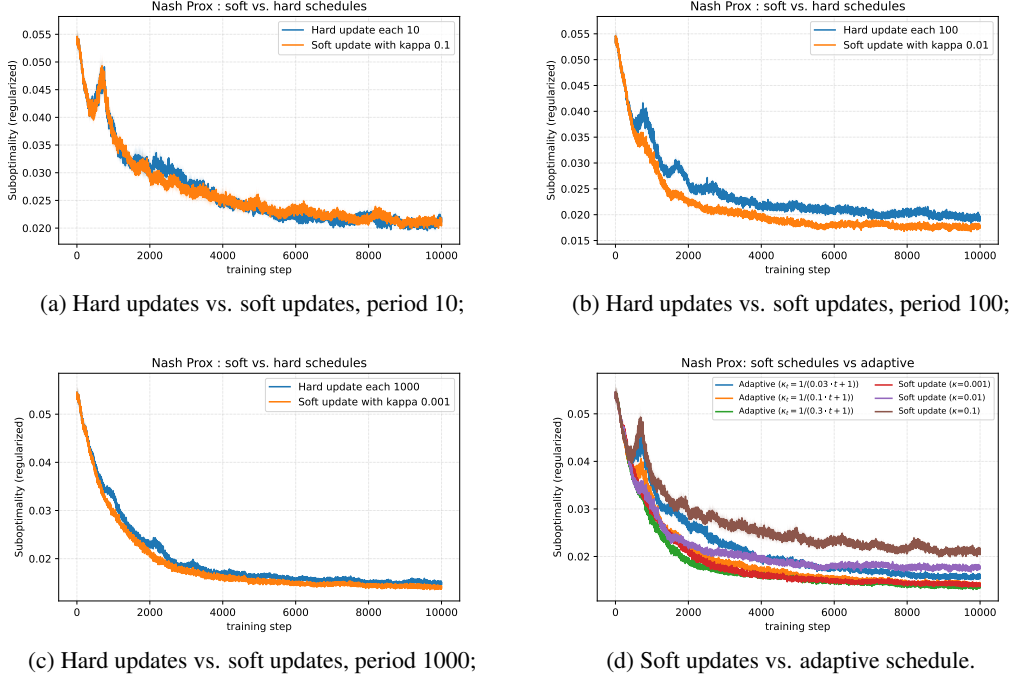 Nash Prox : soft vs. hard schedules
Suboptimality (regularized)
0.055
0.050
0.045
0.040
0.035
0.030
0.025
0.020
Hard update each 10
Soft update with kappa 0.1
0 2000 4000 6000 8000 10000
training step
(a) Hard updates vs. soft updates, period 10;
Nash Prox : soft vs. hard schedules
Suboptimality (regularized)
0.055
0.050
0.045
0.040
0.035
0.030
0.025
0.020
0.015
Hard update each 100
Soft update with kappa 0.01
0 2000 4000 6000 8000 10000
training step
(b) Hard updates vs. soft updates, period 100;
Nash Prox : soft vs. hard schedules
Suboptimality (regularized)
0.05
0.04
0.03
0.02
Hard update each 1000
Soft update with kappa 0.001
0 2000 4000 6000 8000 10000
training step
(c) Hard updates vs. soft updates, period 1000;
Nash Prox: soft schedules vs adaptive
Suboptimality (regularized)
0.05
0.04
0.03
0.02
Adaptive (κt = 1/(0.03 · t + 1))
Adaptive (κt = 1/(0.1 · t + 1))
Adaptive (κt = 1/(0.3 · t + 1))
Soft update (κ=0.001)
Soft update (κ=0.01)
Soft update (κ=0.1)
0 2000 4000 6000 8000 10000
training step
(d) Soft updates vs. adaptive schedule.